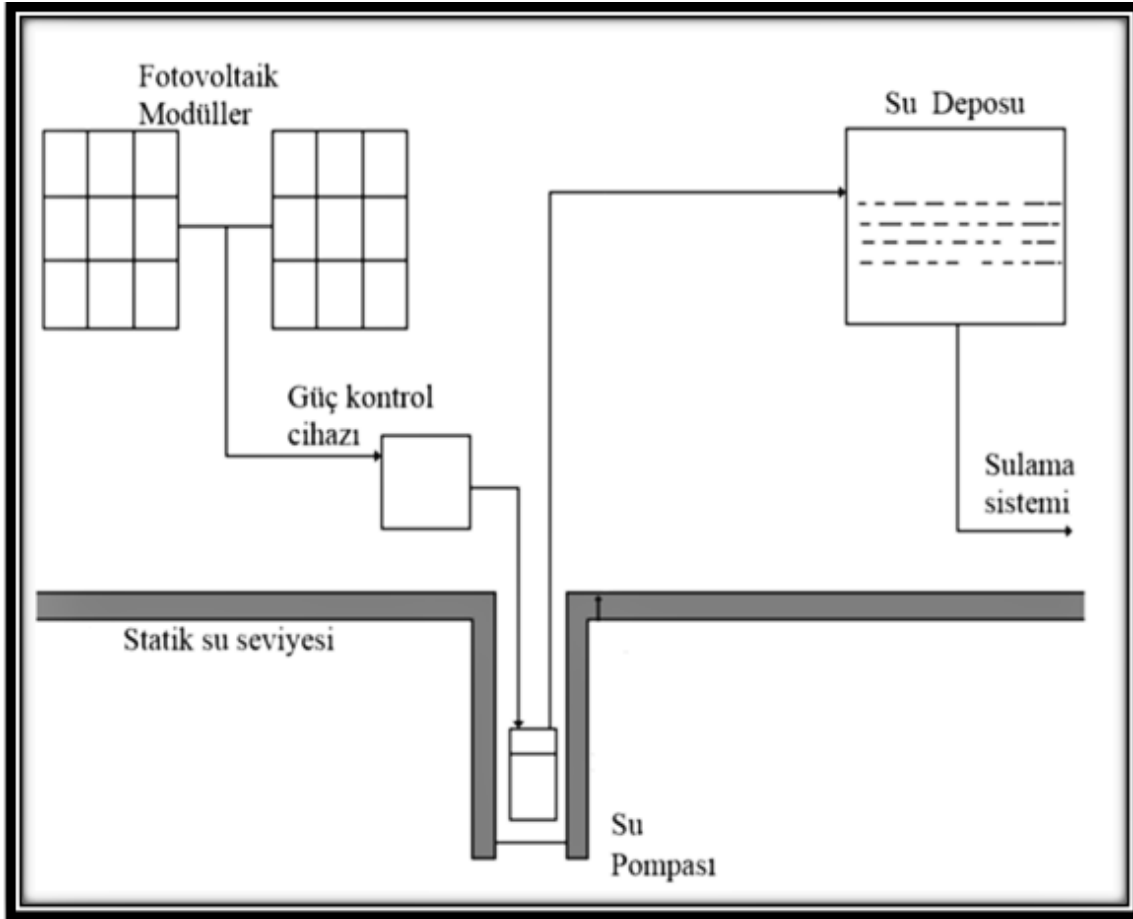 Fotovoltaik
Modüller
Su Deposu
Güç kontrol
cihazı
Sulama
sistemi
Statik su seviyesi
Su
Pompası